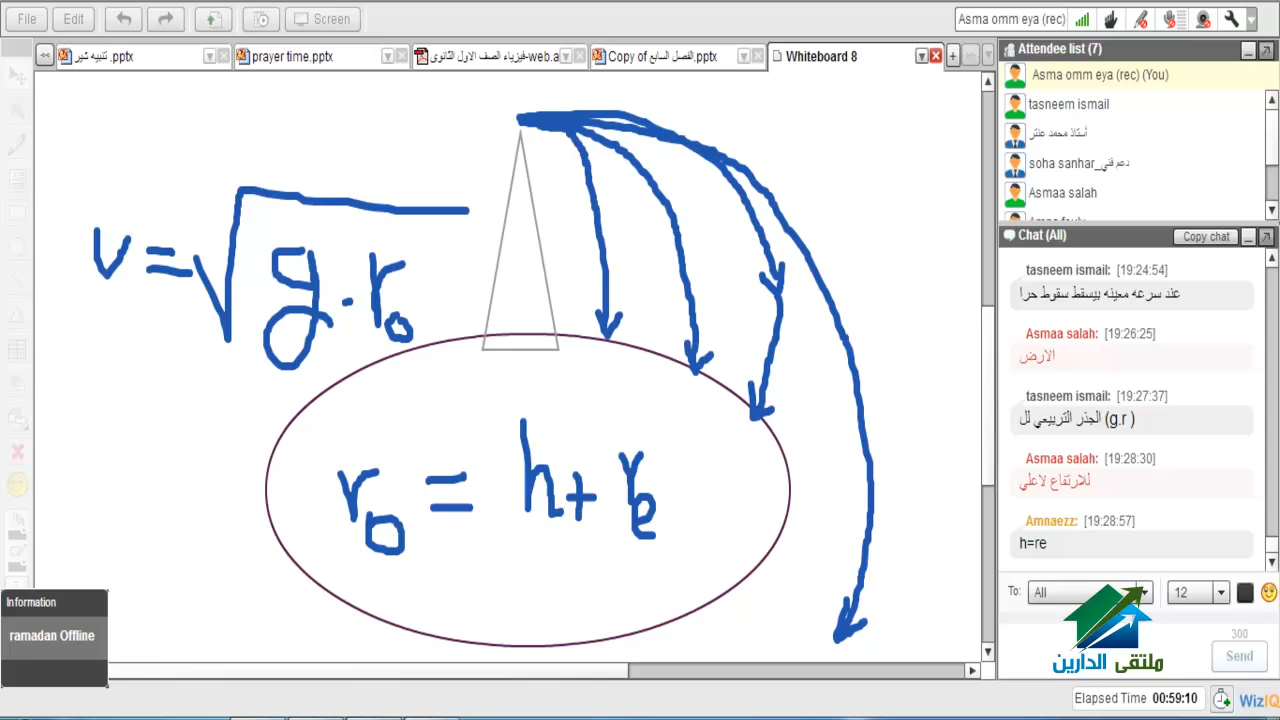 File Edit Screen Asma omm eya (rec)
تنبيه شير .pptx prayer time.pptx فيزياء الصف الاول الثانوى-web.a Copy of الفصل السابع.pptx Whiteboard 8
Attendee list (7)
Asma omm eya (rec) (You)
tasneem ismail
أستاذ محمد عنتر
soha sanhar_دعم فني
Asmaa salah
Chat (All) Copy chat
tasneem ismail: [19:24:54]
عند سرعه معينه بيسقط سقوط حرا
Asmaa salah: [19:26:25]
الارض
tasneem ismail: [19:27:37]
الجذر التربيعي لل (g.r )
Asmaa salah: [19:28:30]
للارتفاع لاعلي
Amnaezz: [19:28:57]
h=re
To: All 12
300
Send
ملتقى الدارين
Elapsed Time 00:59:10
WizIQ
v = √g . r₀
r₀ = h + re
Information
ramadan Offline